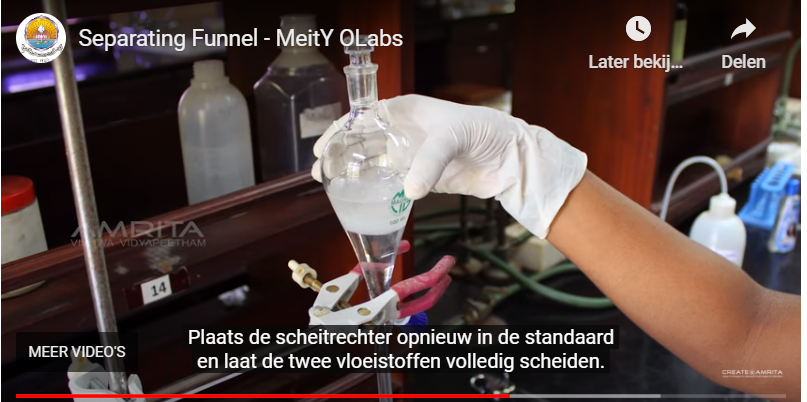 Separating Funnel - MeitY OLabs
Later bekij...
Delen
AMRITA
VISHWA VIDYAPEETHAM
14
Plaats de scheitrechter opnieuw in de standaard
en laat de twee vloeistoffen volledig scheiden.
MEER VIDEO'S
CREATE@AMRITA